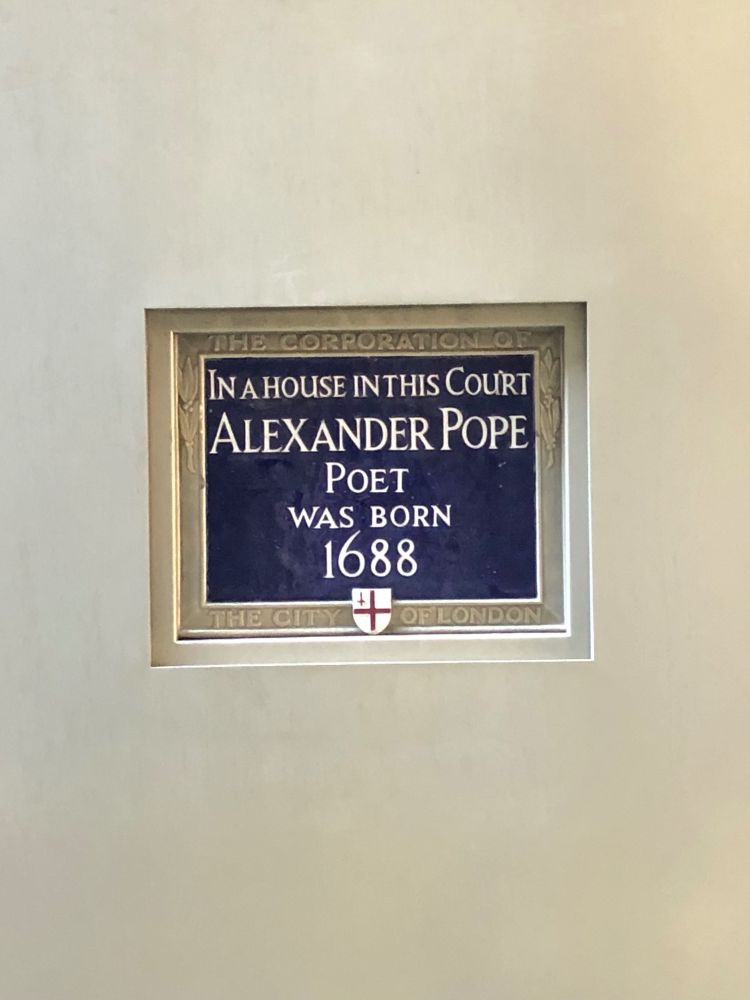 THE CORPORATION OF
IN A HOUSE IN THIS COURT
ALEXANDER POPE
POET
WAS BORN
1688
THE CITY OF LONDON